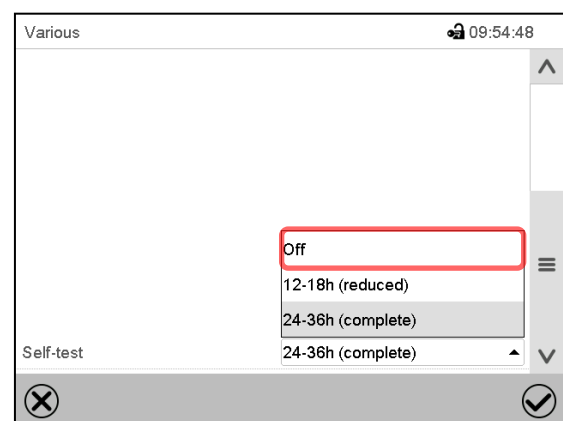 Various 09:54:48
Off
12-18h (reduced)
24-36h (complete)
Self-test 24-36h (complete)